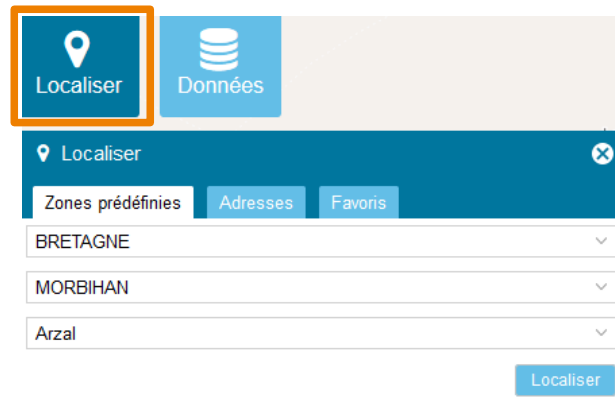 Localiser
Données
Localiser
Zones prédéfinies
Adresses
Favoris
BRETAGNE
MORBIHAN
Arzal
Localiser